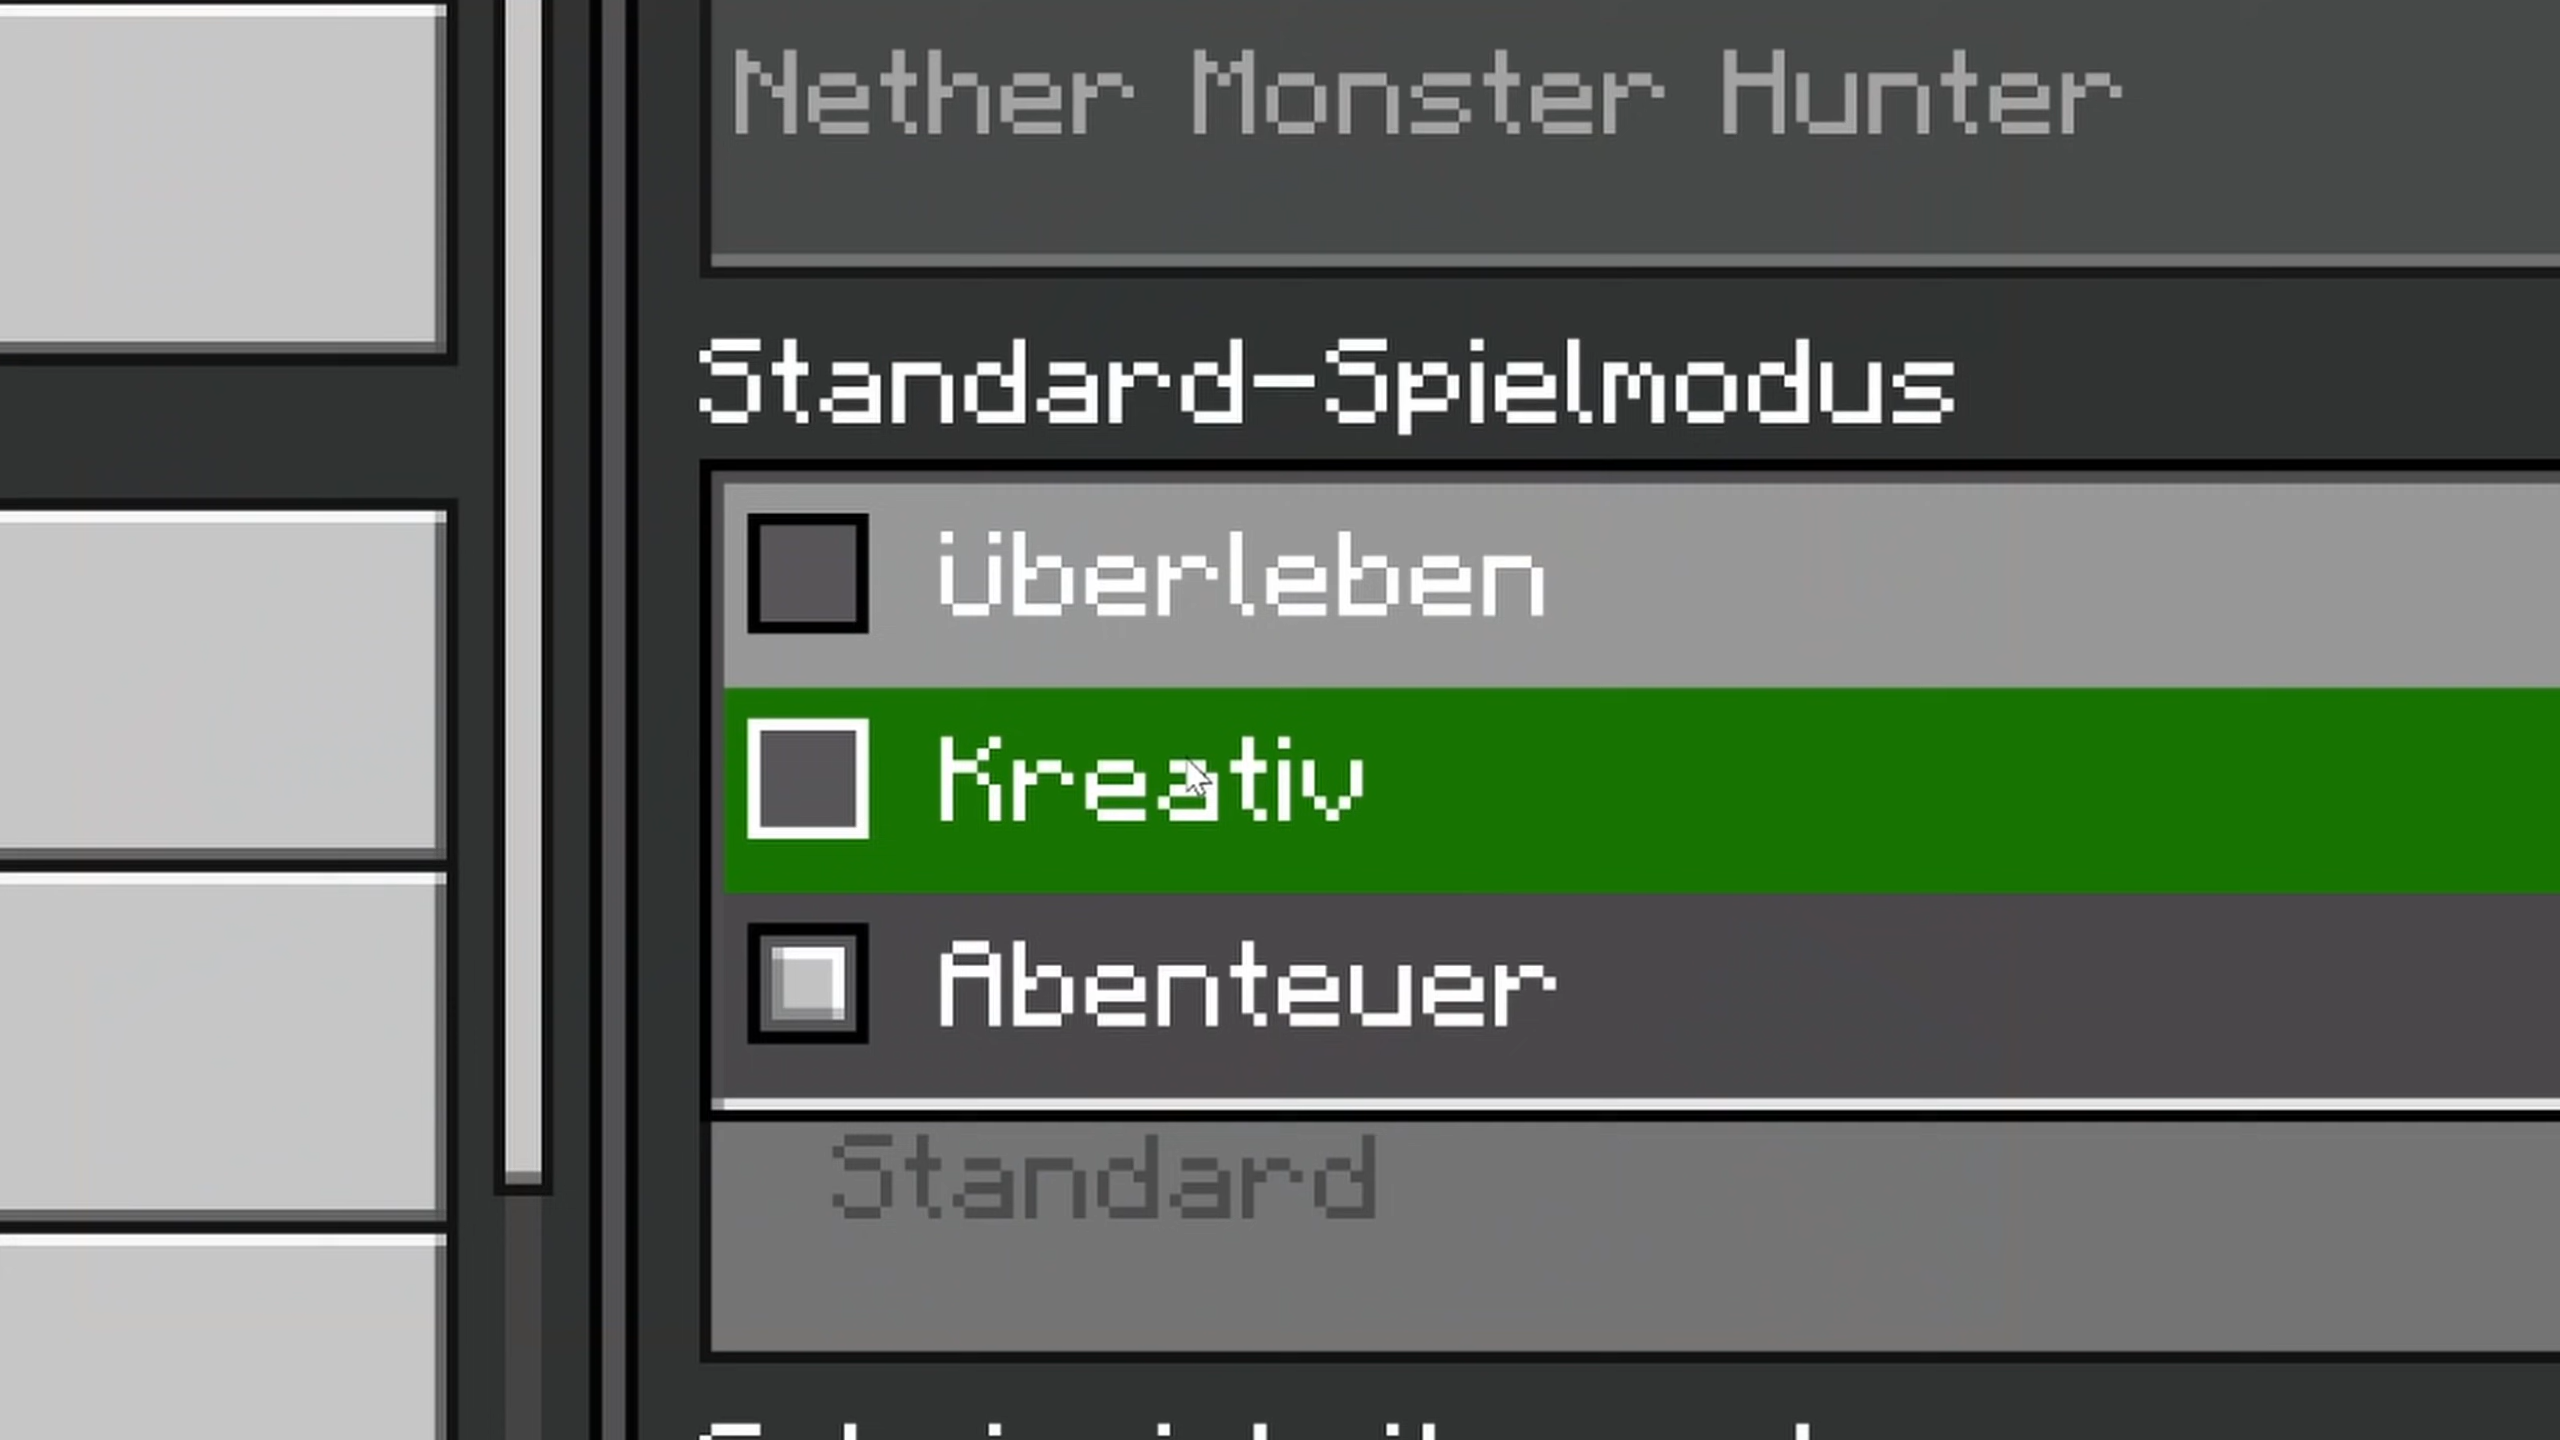 Nether Monster Hunter
Standard-Spielmodus
Überleben
Kreativ
Abenteuer
Standard